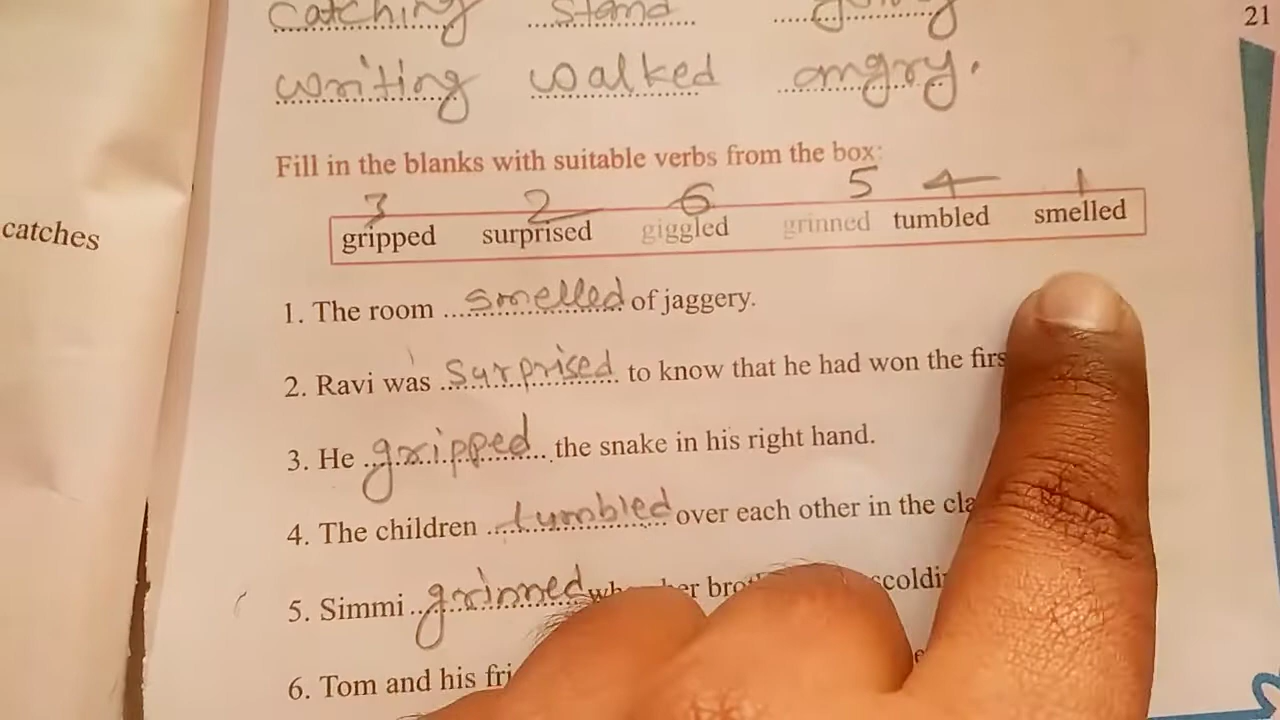 21
catching stand
writing walked angry.
Fill in the blanks with suitable verbs from the box:
3 2 6 5 4 1
gripped surprised giggled grinned tumbled smelled
catches
1. The room smelled of jaggery.
2. Ravi was surprised to know that he had won the firs
3. He gripped the snake in his right hand.
4. The children tumbled over each other in the cla
5. Simmi grinned er bro scoldi
6. Tom and his fri